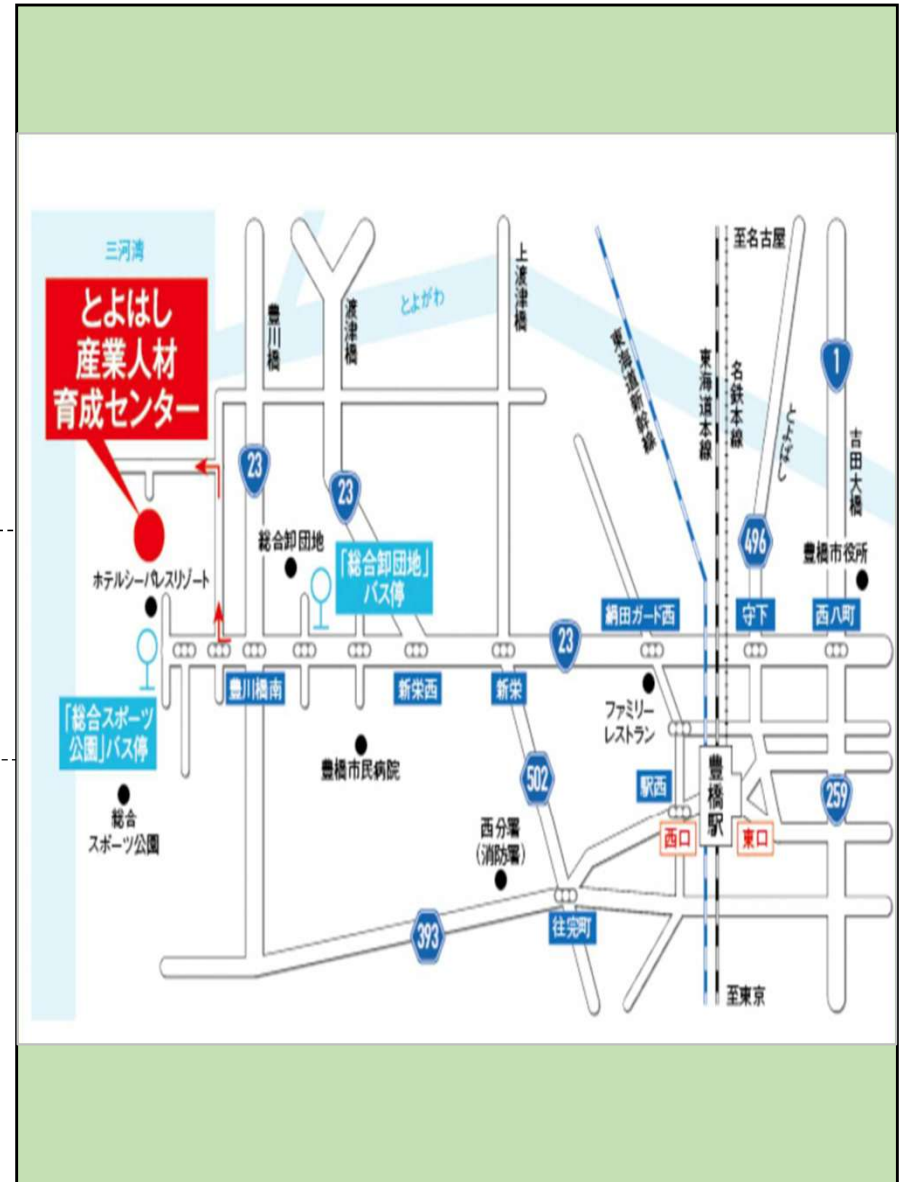 三河湾
とよはし
産業人材
育成センター
豊川橋
渡津橋
とよがわ
上渡津橋
東海道新幹線
東海道本線
名鉄本線
至名古屋
とよばし
1
吉田大橋
23
23
総合卸団地
「総合卸団地」
バス停
496
豊橋市役所
ホテルシーパレスリゾート
絹田ガード西
守下
西八町
23
豊川橋南
新栄西
新栄
「総合スポーツ
公園」バス停
ファミリー
レストラン
豊橋市民病院
502
駅西
豊橋駅
259
総合
スポーツ公園
西分署
(消防署)
西口
東口
393
往完町
至東京